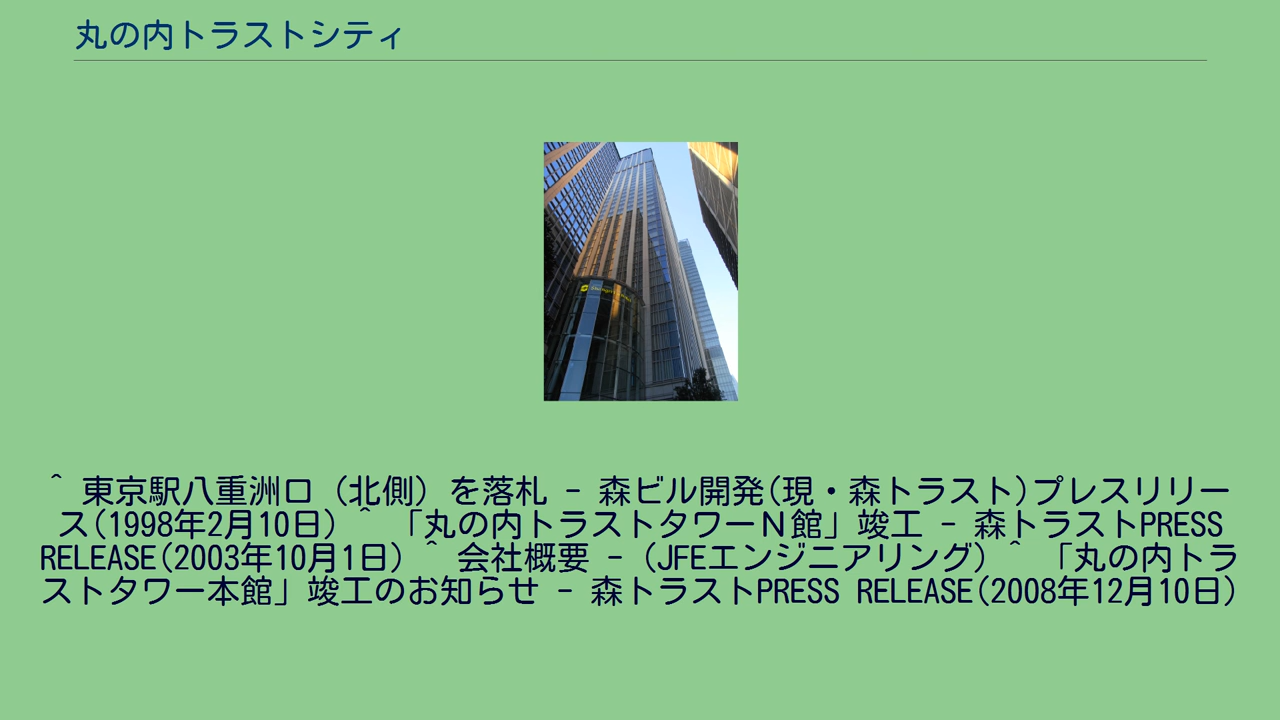 丸の内トラストシティ
^ 東京駅八重洲口（北側）を落札 - 森ビル開発(現・森トラスト)プレスリリー
ス(1998年2月10日) ^ 「丸の内トラストタワーＮ館」竣工 - 森トラストPRESS
RELEASE(2003年10月1日) ^ 会社概要 -（JFEエンジニアリング）^ 「丸の内トラ
ストタワー本館」竣工のお知らせ - 森トラストPRESS RELEASE(2008年12月10日)